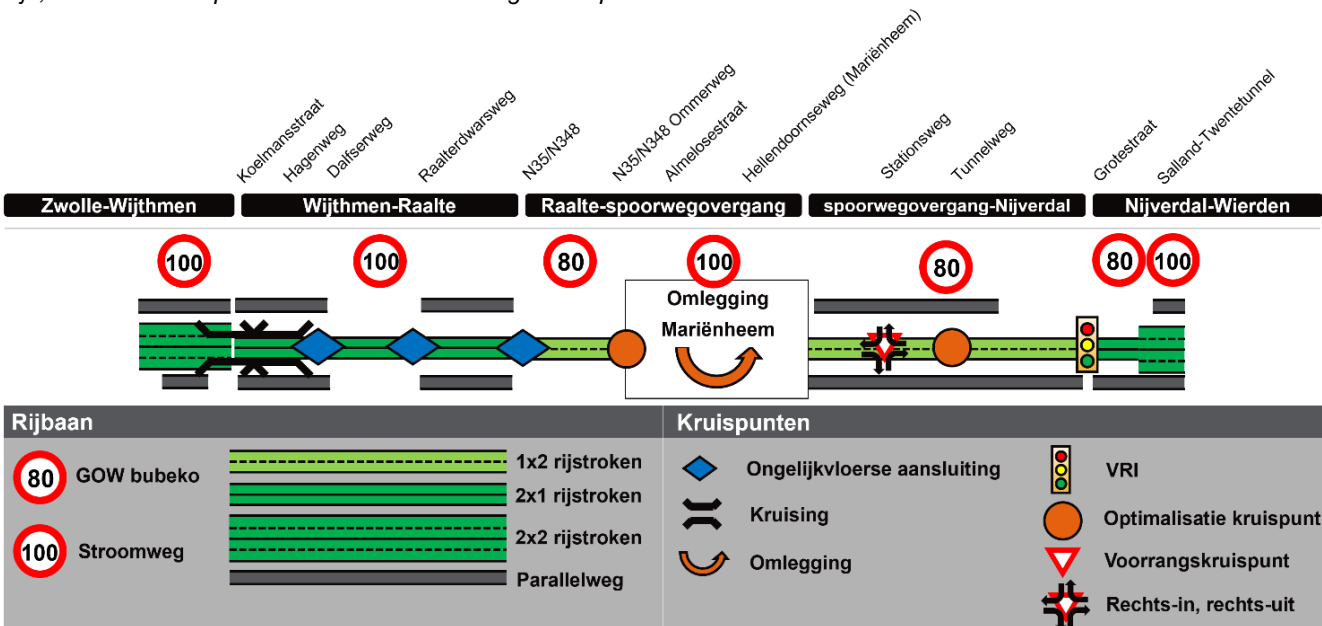 Koelmansstraat
Hagenweg
Dalfserweg
Raalterdwarsweg
N35/N348
N35/N348 Ommerweg
Almelosestraat
Hellendoornseweg (Mariënheem)
Stationsweg
Tunnelweg
Grotestraat
Salland-Twentetunnel
Zwolle-Wijthmen
Wijthmen-Raalte
Raalte-spoorwegovergang
spoorwegovergang-Nijverdal
Nijverdal-Wierden
100
100
80
100
80
80
100
Omlegging
Mariënheem
Rijbaan
80 GOW bubeko
100 Stroomweg
1x2 rijstroken
2x1 rijstroken
2x2 rijstroken
Parallelweg
Kruispunten
Ongelijkvloerse aansluiting
Kruising
Omlegging
VRI
Optimalisatie kruispunt
Voorrangskruispunt
Rechts-in, rechts-uit